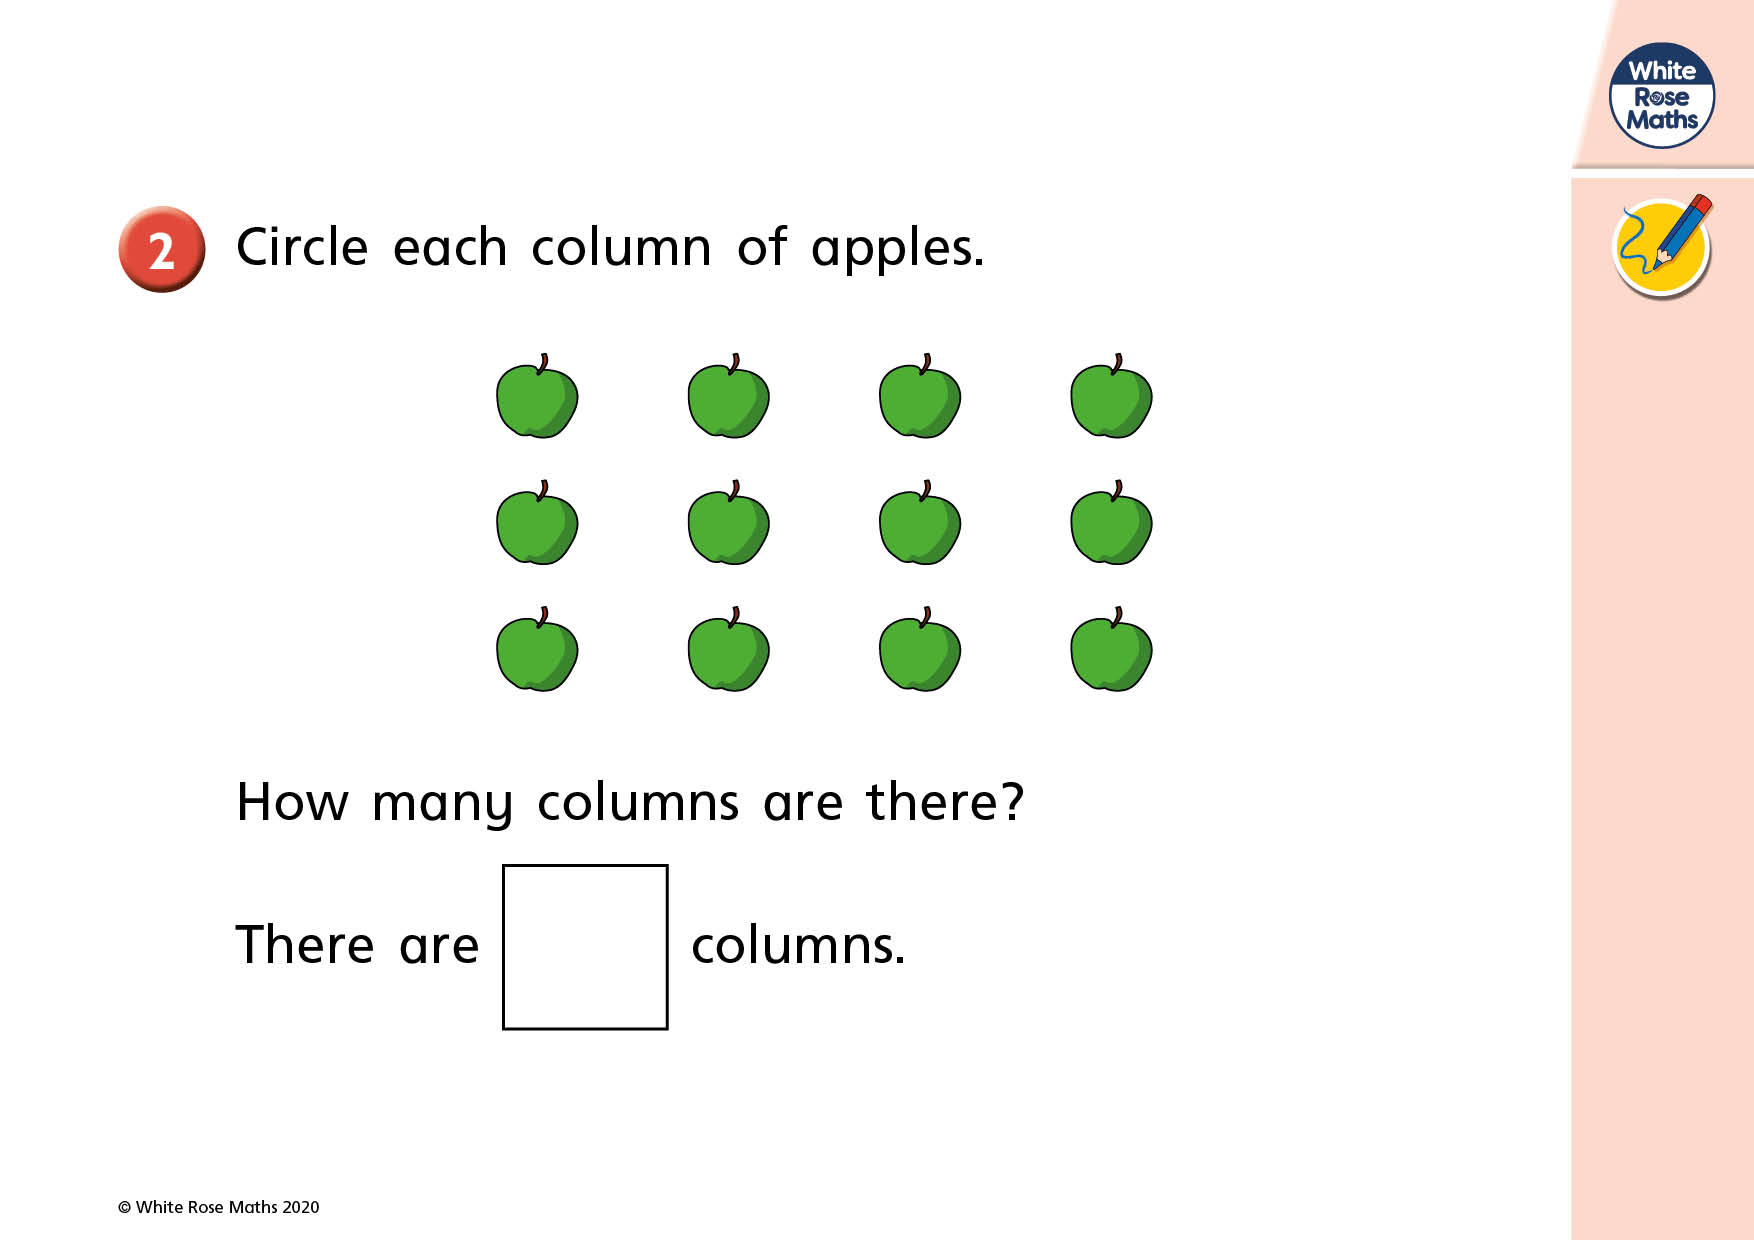 White
Rose
Maths
2 Circle each column of apples.
How many columns are there?
There are columns.
© White Rose Maths 2020